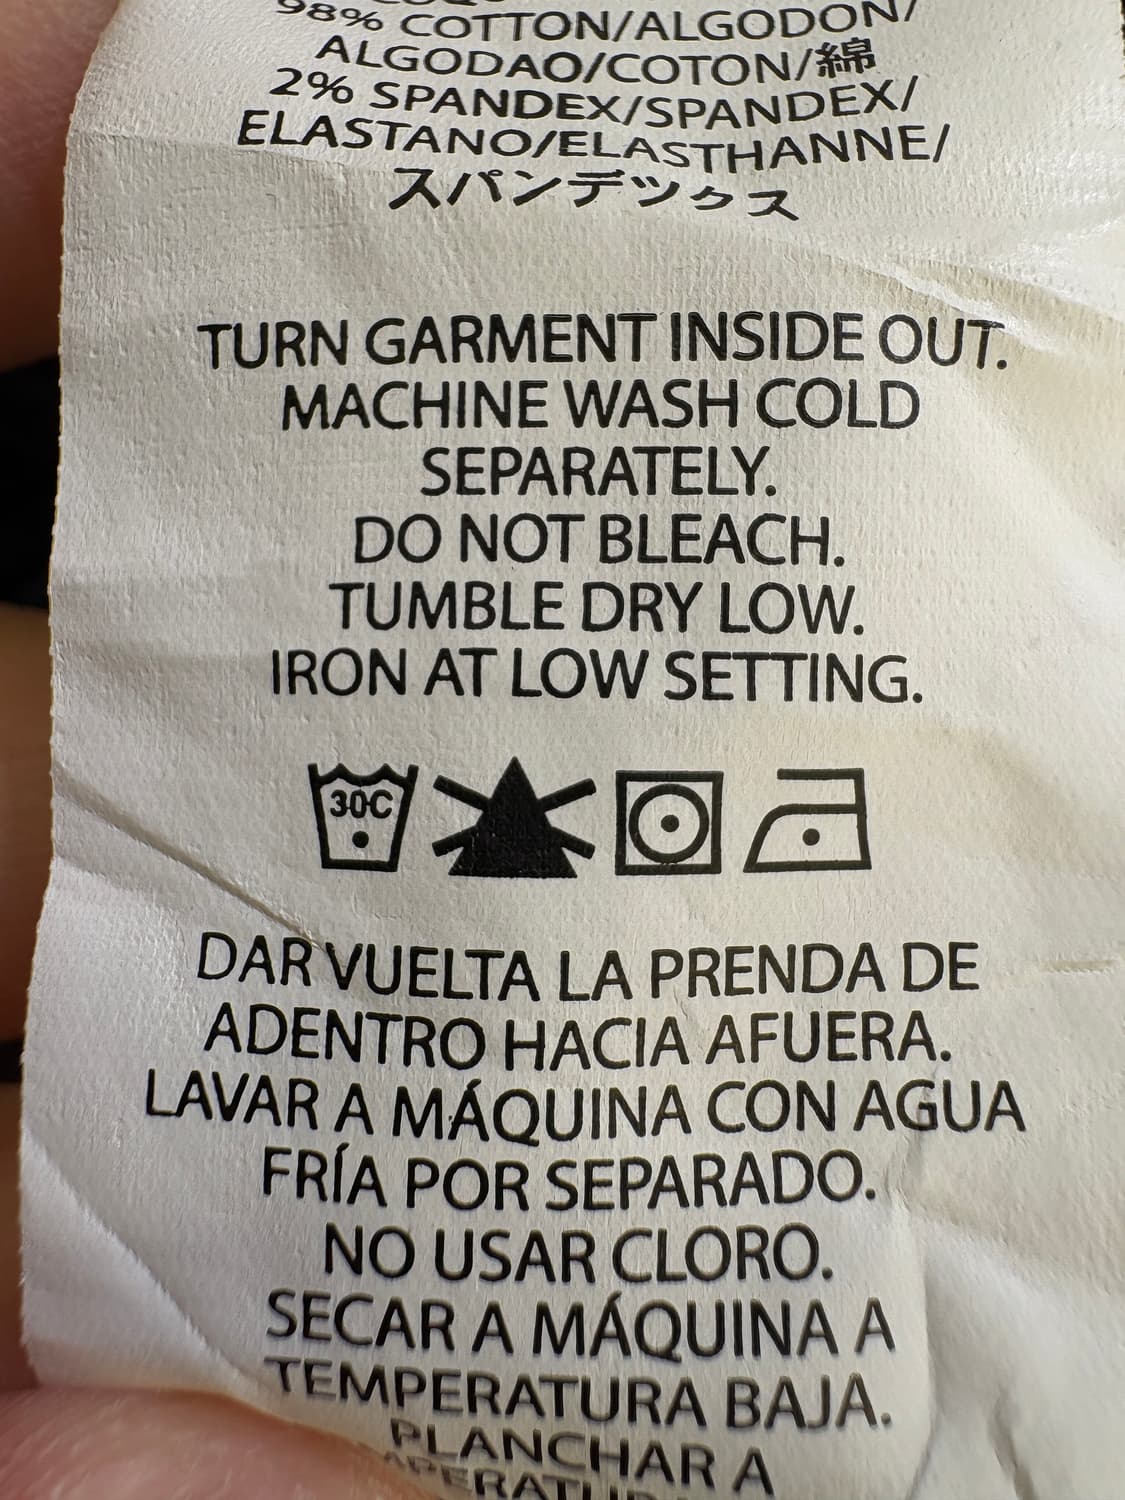 98% COTTON/ALGODON/
ALGODAO/COTON/綿
2% SPANDEX/SPANDEX/
ELASTANO/ELASTHANNE/
スパンデックス
TURN GARMENT INSIDE OUT.
MACHINE WASH COLD
SEPARATELY.
DO NOT BLEACH.
TUMBLE DRY LOW.
IRON AT LOW SETTING.
30C
DAR VUELTA LA PRENDA DE
ADENTRO HACIA AFUERA.
LAVAR A MÁQUINA CON AGUA
FRÍA POR SEPARADO.
NO USAR CLORO.
SECAR A MÁQUINA A
TEMPERATURA BAJA.
PLANCHAR A